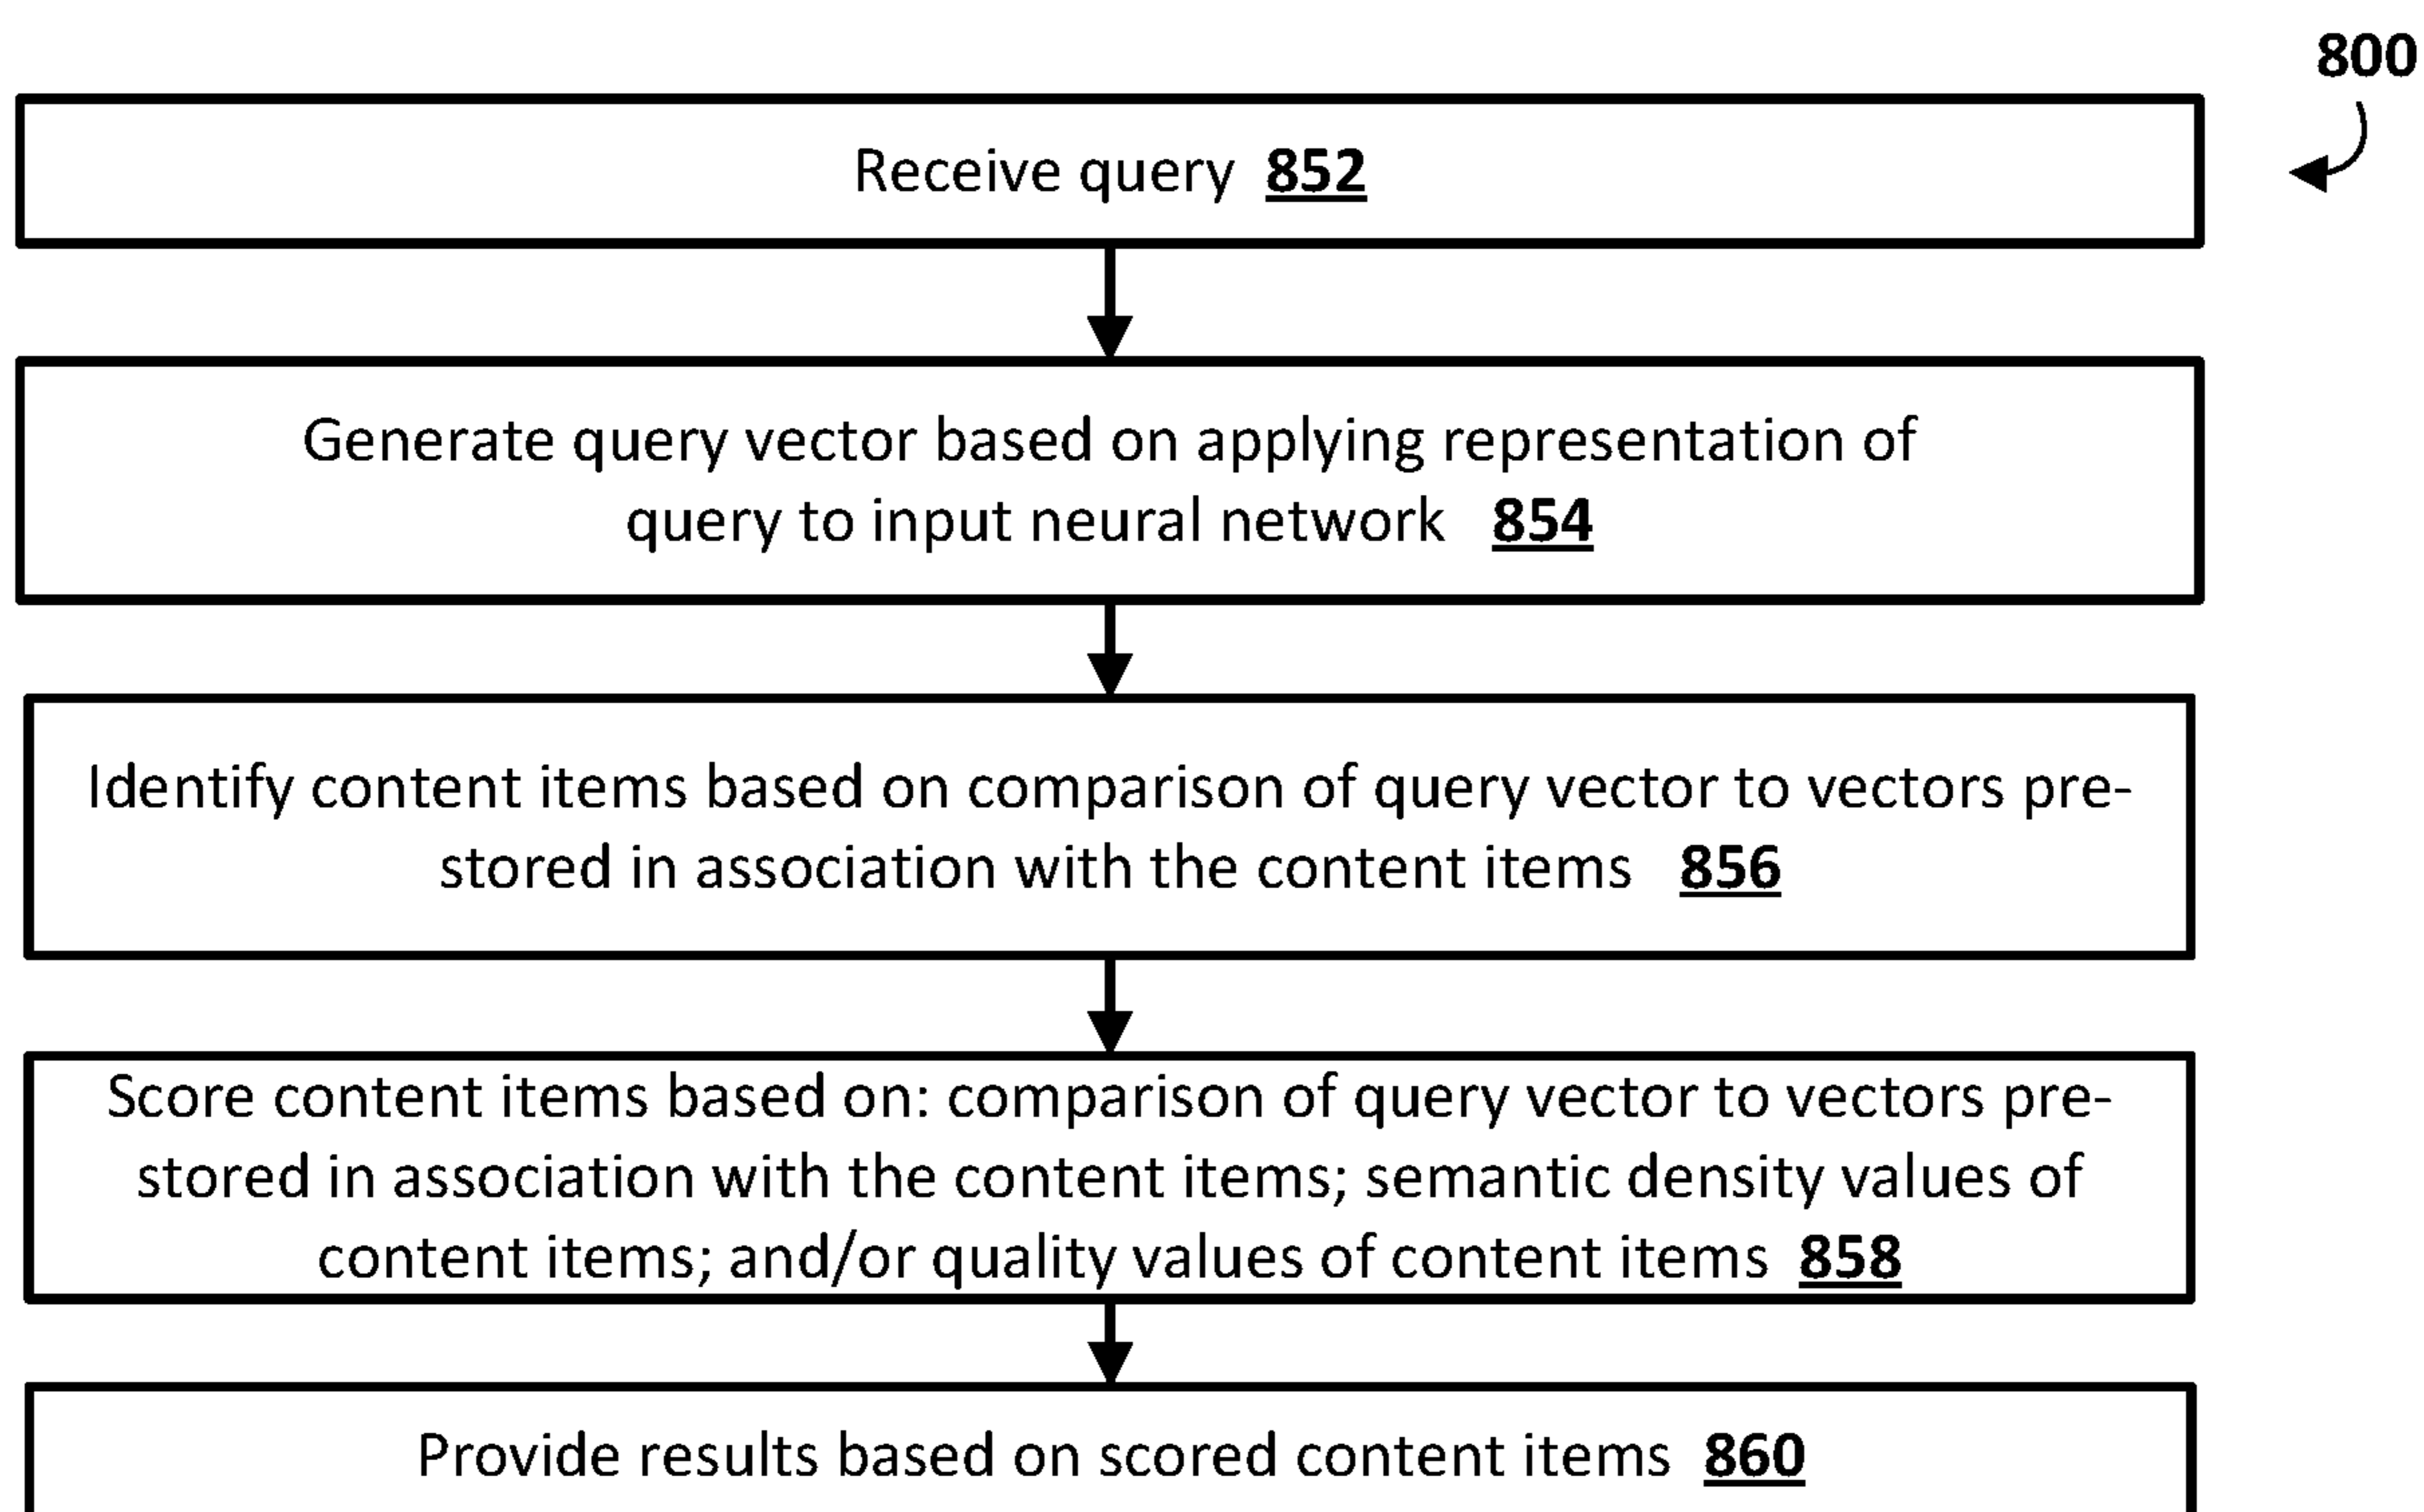 800
Receive query 852
Generate query vector based on applying representation of
query to input neural network 854
Identify content items based on comparison of query vector to vectors pre-
stored in association with the content items 856
Score content items based on: comparison of query vector to vectors pre-
stored in association with the content items; semantic density values of
content items; and/or quality values of content items 858
Provide results based on scored content items 860